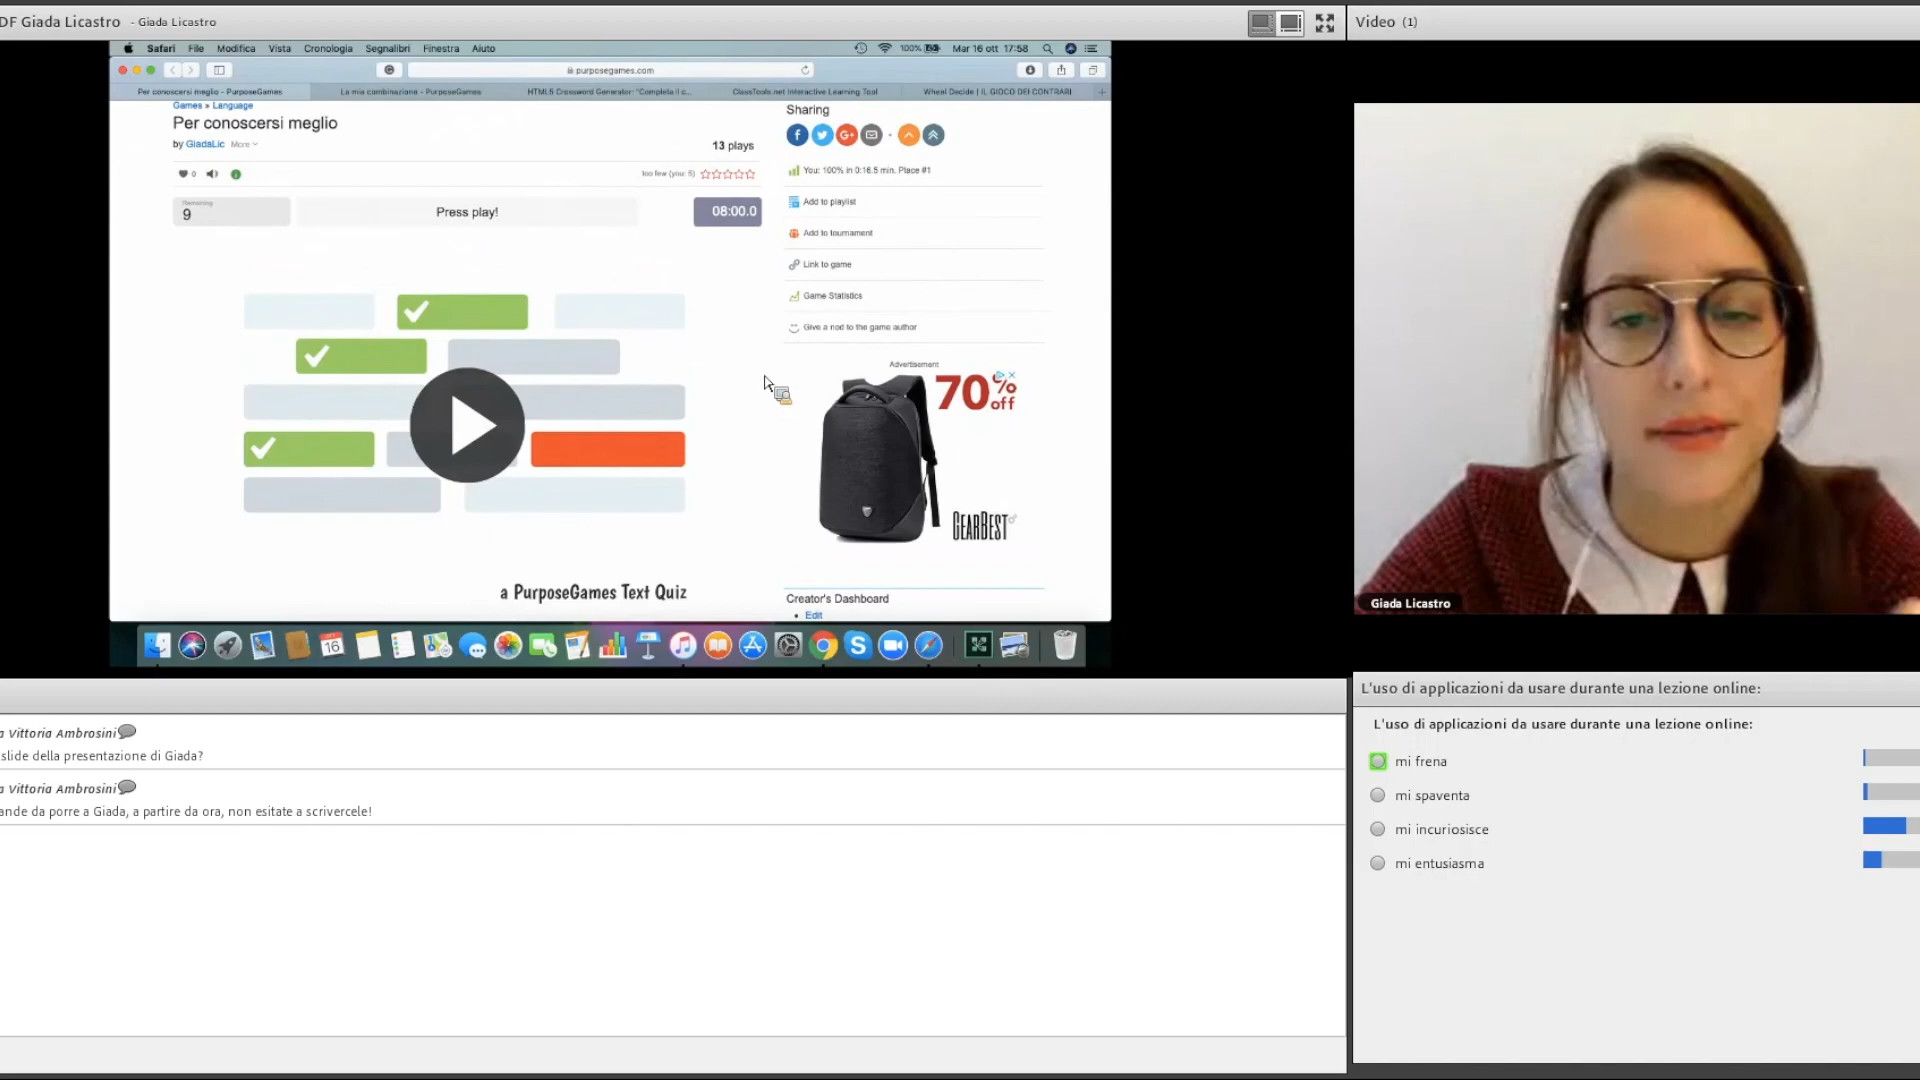 DF Giada Licastro - Giada Licastro
Video (1)
Safari File Modifica Vista Cronologia Segnalibri Finestra Aiuto
100% Mar 16 ott 17:58
purposegames.com
Per conoscersi meglio - PurposeGames
La mia combinazione - PurposeGames
HTML5 Crossword Generator: "Completa il c...
ClassTools.net Interactive Learning Tool
Wheel Decide | IL GIOCO DEI CONTRARI
Games » Language
Per conoscersi meglio
by GiadaLic More
13 plays
0
too few (you: 5)
Remaining
9
Press play!
08:00.0
a PurposeGames Text Quiz
Sharing
You: 100% in 0:16.5 min. Place #1
Add to playlist
Add to tournament
Link to game
Game Statistics
Give a nod to the game author
Advertisement
70% off
GEARBEST
Creator's Dashboard
Edit
16
Giada Licastro
a Vittoria Ambrosini
slide della presentazione di Giada?
a Vittoria Ambrosini
ande da porre a Giada, a partire da ora, non esitate a scrivercele!
L'uso di applicazioni da usare durante una lezione online:
L'uso di applicazioni da usare durante una lezione online:
mi frena
mi spaventa
mi incuriosisce
mi entusiasma